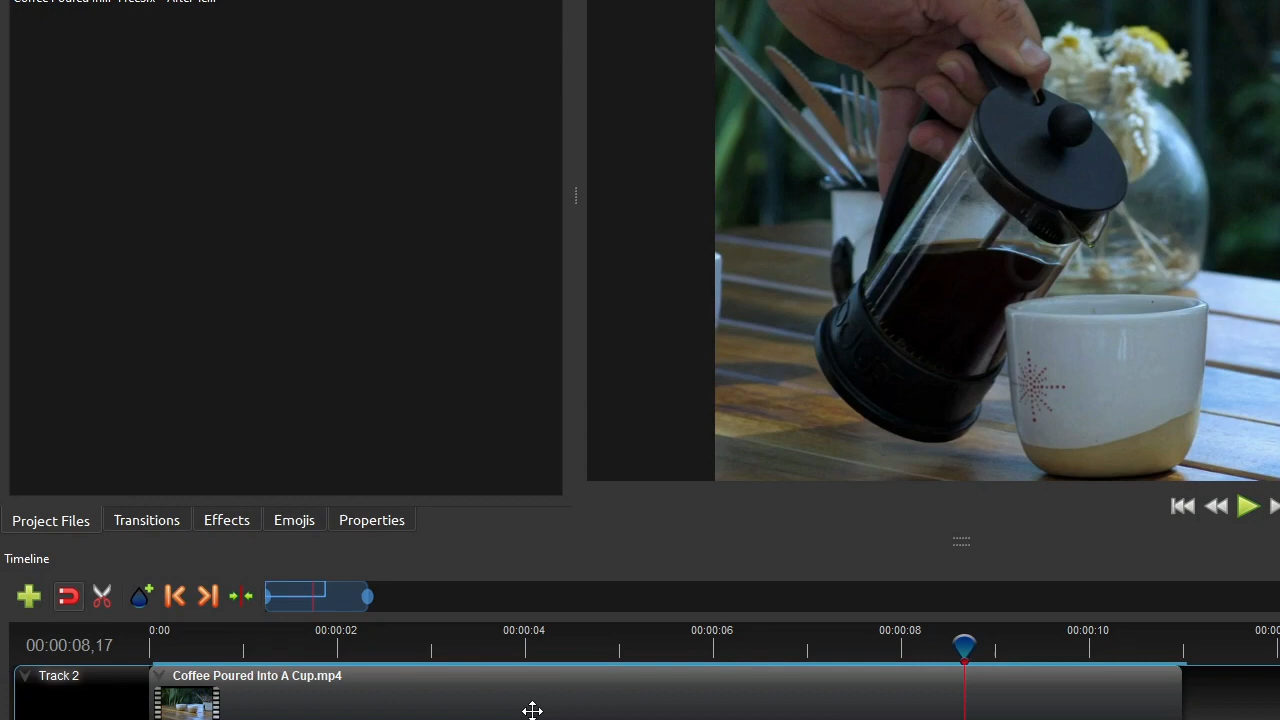 Project Files Transitions Effects Emojis Properties
Timeline
00:00:08,17
0:00 00:00:02 00:00:04 00:00:06 00:00:08 00:00:10
Track 2 Coffee Poured Into A Cup.mp4